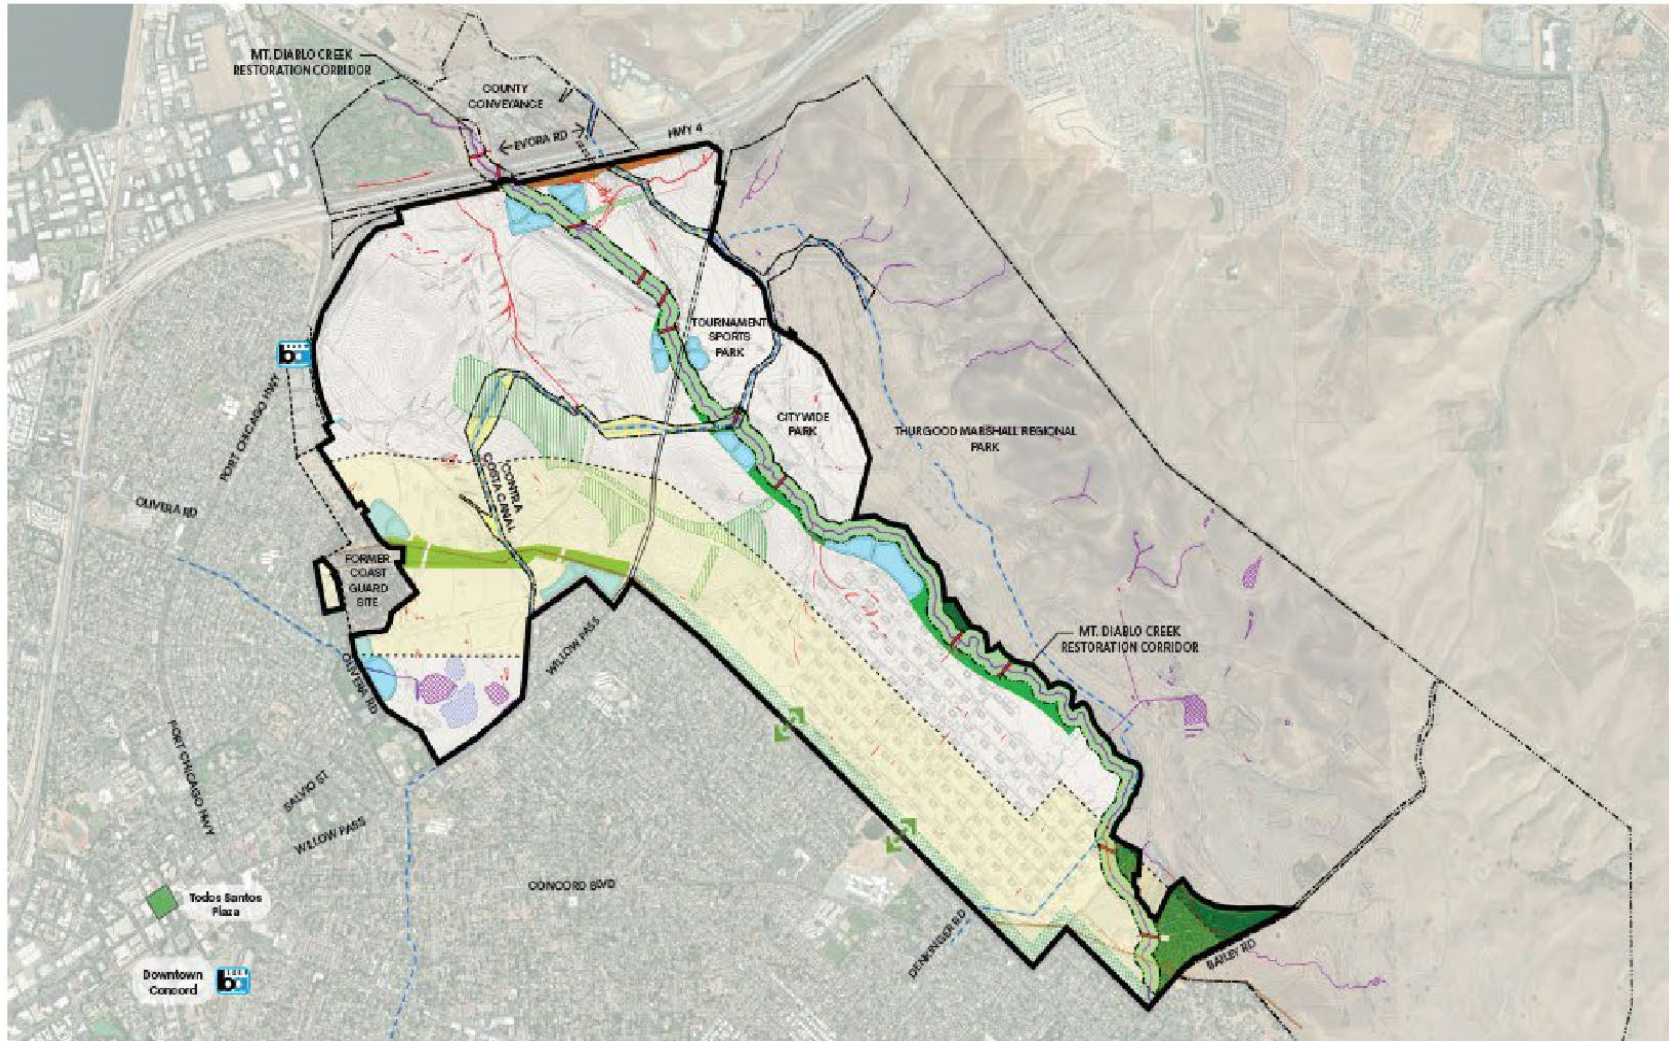 MT. DIABLO CREEK
RESTORATION CORRIDOR
COUNTY
CONVEYANCE
EVORA RD
HWY 4
TOURNAMENT
SPORTS
PARK
PORT CHICAGO HWY
CITYWIDE
PARK
THURGOOD MARSHALL REGIONAL
PARK
CONTRA
COSTA CANAL
OLIVERA RD
FORMER
COAST
GUARD
SITE
WILLOW PASS
MT. DIABLO CREEK
RESTORATION CORRIDOR
OLIVERA RD
PORT CHICAGO HWY
SALVIO ST
WILLOW PASS
CONCORD BLVD
Todos Santos
Plaza
DENKINGER RD
BAILEY RD
Downtown
Concord
ba